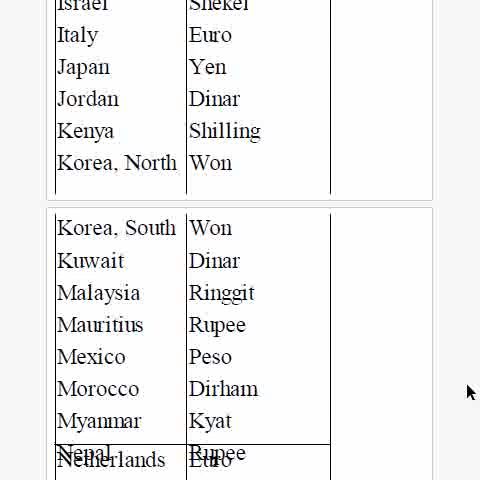 Israel Shekel
Italy Euro
Japan Yen
Jordan Dinar
Kenya Shilling
Korea, North Won
Korea, South Won
Kuwait Dinar
Malaysia Ringgit
Mauritius Rupee
Mexico Peso
Morocco Dirham
Myanmar Kyat
Nepal Rupee
Netherlands Euro